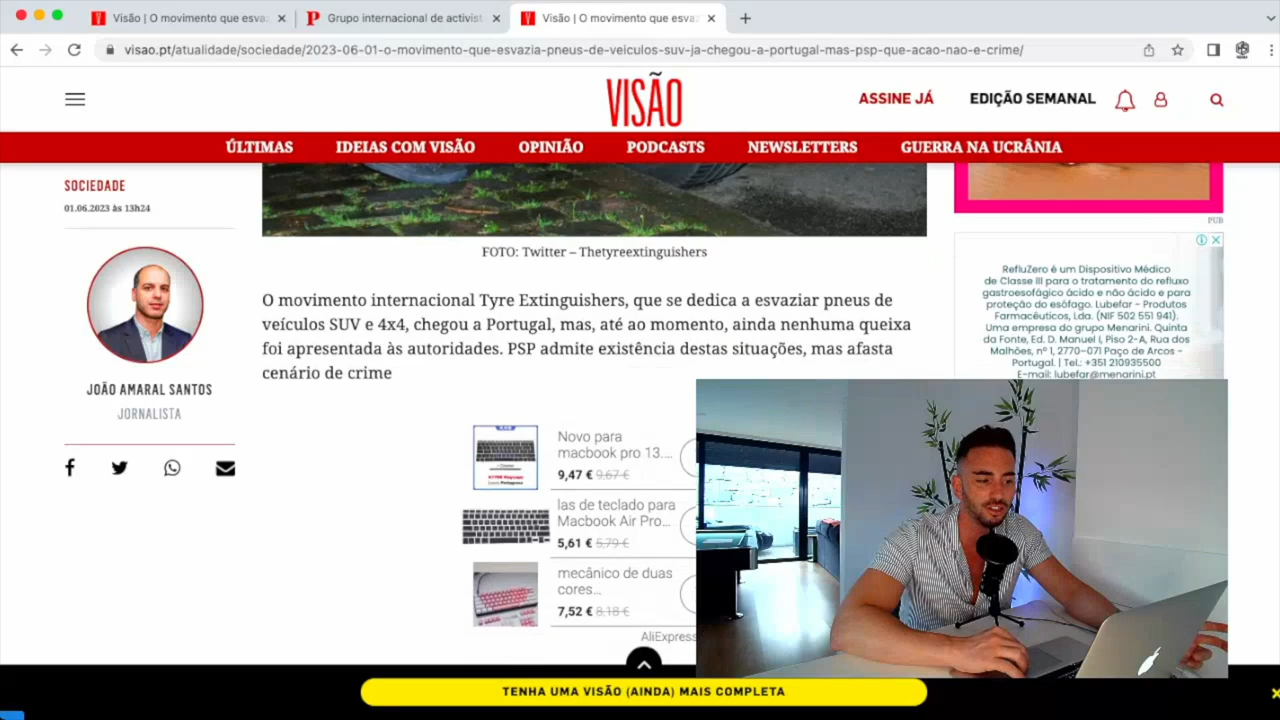 Visão | O movimento que esva
Grupo internacional de activist
Visão | O movimento que esva
visao.pt/atualidade/sociedade/2023-06-01-o-movimento-que-esvazia-pneus-de-veiculos-suv-ja-chegou-a-portugal-mas-psp-que-acao-nao-e-crime/
VISÃO
ASSINE JÁ
EDIÇÃO SEMANAL
ÚLTIMAS
IDEIAS COM VISÃO
OPINIÃO
PODCASTS
NEWSLETTERS
GUERRA NA UCRÂNIA
SOCIEDADE
01.06.2023 às 13h24
JOÃO AMARAL SANTOS
JORNALISTA
FOTO: Twitter – Thetyreextinguishers
O movimento internacional Tyre Extinguishers, que se dedica a esvaziar pneus de
veículos SUV e 4x4, chegou a Portugal, mas, até ao momento, ainda nenhuma queixa
foi apresentada às autoridades. PSP admite existência destas situações, mas afasta
cenário de crime
PUB
RefluZero é um Dispositivo Médico
de Classe III para o tratamento do refluxo
gastroesofágico ácido e não ácido e para
proteção do esófago. Lubefar - Produtos
Farmacêuticos, Lda. (NIF 502 551 941).
Uma empresa do grupo Menarini. Quinta
da Fonte, Ed. D. Manuel I, Piso 2-A, Rua dos
Malhões, nº 1, 2770-071 Paço de Arcos -
Portugal. | Tel.: +351 210935500
E-mail: lubefar@menarini.pt
Novo para
macbook pro 13....
9,47 € 9,67 €
las de teclado para
Macbook Air Pro...
5,61 € 5,79 €
mecânico de duas
cores...
7,52 € 8,18 €
AliExpress
TENHA UMA VISÃO (AINDA) MAIS COMPLETA